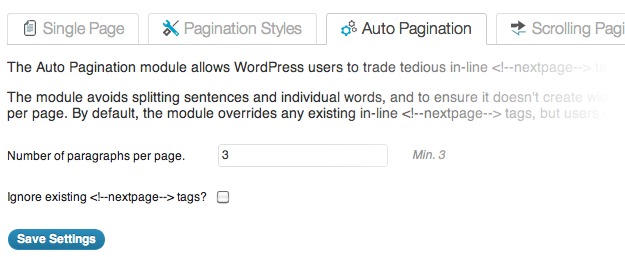 Single Page Pagination Styles Auto Pagination Scrolling Pagi
The Auto Pagination module allows WordPress users to trade tedious in-line <!--nextpage-->
The module avoids splitting sentences and individual words, and to ensure it doesn't create
per page. By default, the module overrides any existing in-line <!--nextpage--> tags, but users
Number of paragraphs per page. 3 Min. 3
Ignore existing <!--nextpage--> tags?
Save Settings